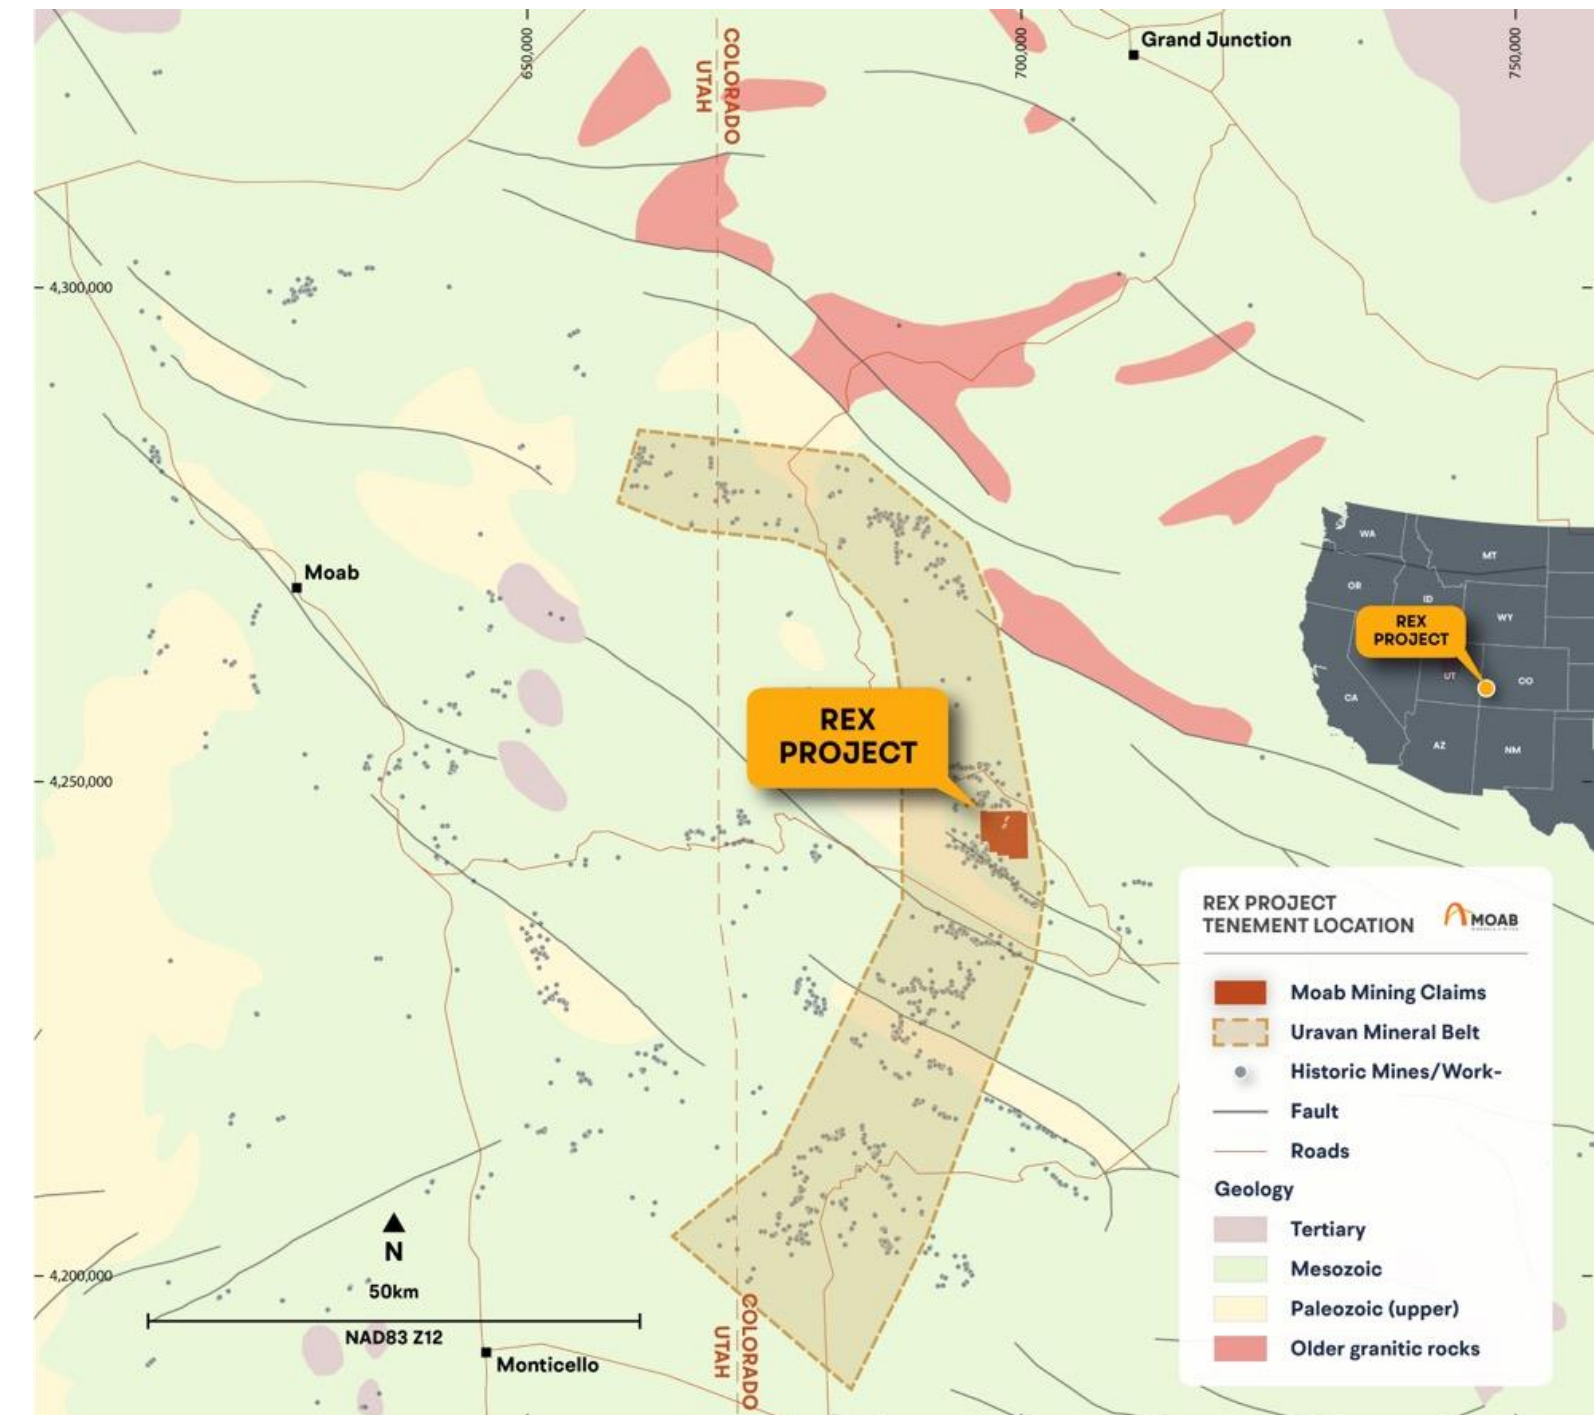 650,000
700,000
750,000
COLORADO
UTAH
Grand Junction
4,300,000
Moab
WA
MT
OR
ID
WY
REX
PROJECT
UT
CO
CA
AZ
NM
REX
PROJECT
4,250,000
REX PROJECT
TENEMENT LOCATION
MOAB
Moab Mining Claims
Uravan Mineral Belt
Historic Mines/Work-
Fault
Roads
Geology
Tertiary
Mesozoic
Paleozoic (upper)
Older granitic rocks
4,200,000
N
50km
NAD83 Z12
Monticello
COLORADO
UTAH